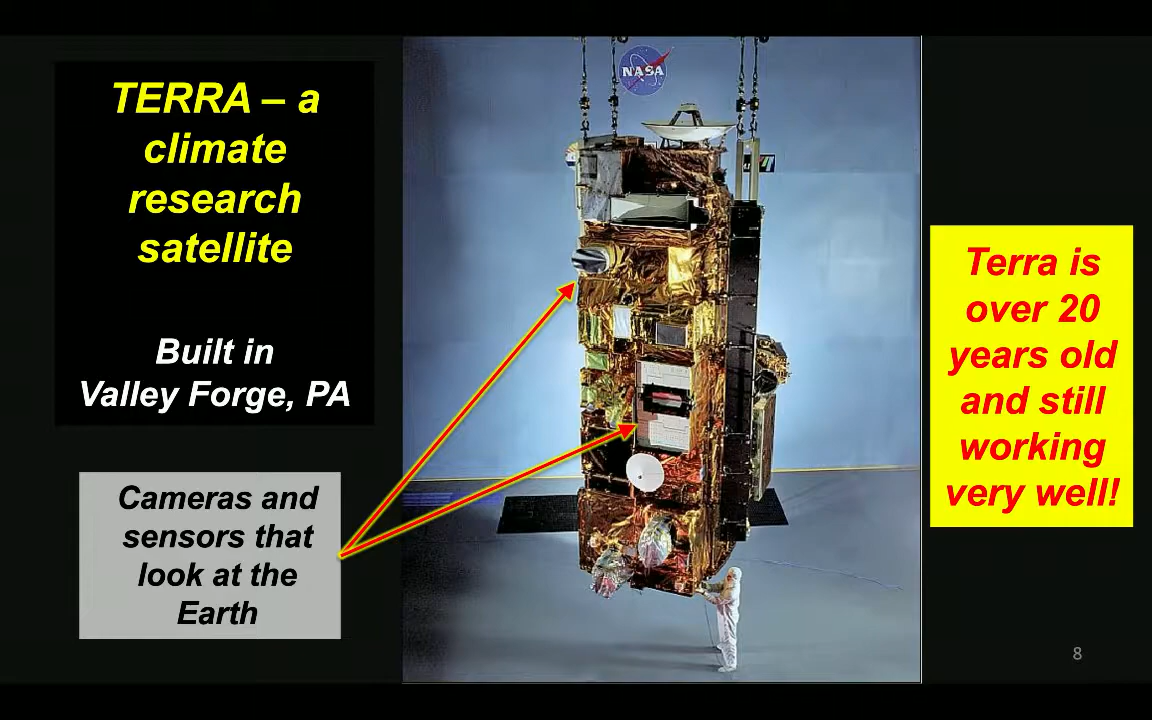 TERRA – a
climate
research
satellite
Built in
Valley Forge, PA
Cameras and
sensors that
look at the
Earth
NASA
Terra is
over 20
years old
and still
working
very well!
8